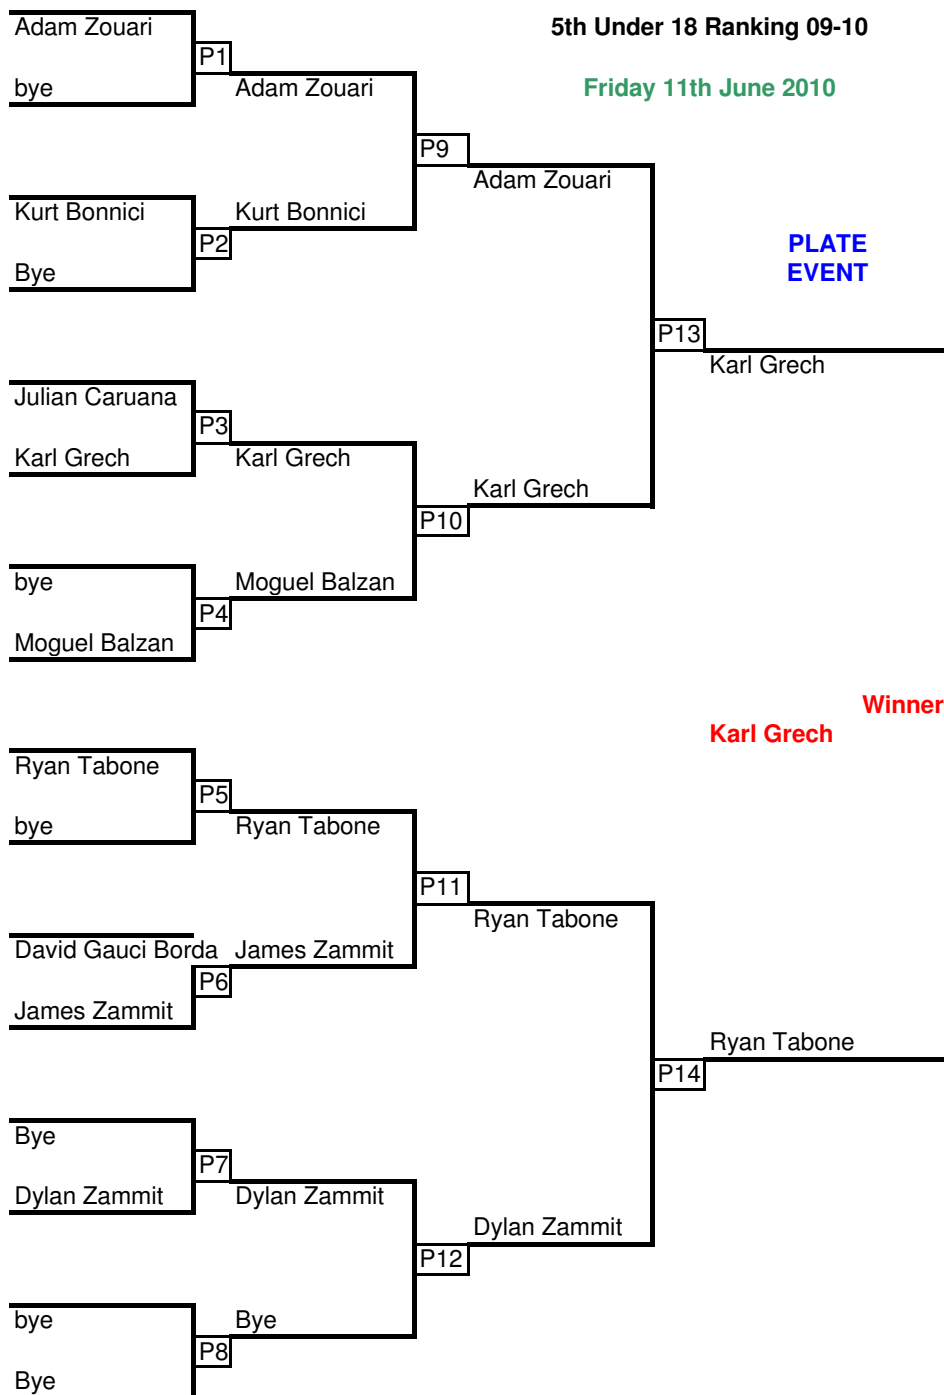 Adam Zouari
5th Under 18 Ranking 09-10
P1
bye
Adam Zouari
Friday 11th June 2010
P9
Adam Zouari
Kurt Bonnici
Kurt Bonnici
P2
PLATE
Bye
EVENT
P13
Karl Grech
Julian Caruana
P3
Karl Grech
Karl Grech
Karl Grech
P10
bye
Moguel Balzan
P4
Moguel Balzan
Winner
Karl Grech
Ryan Tabone
P5
bye
Ryan Tabone
P11
Ryan Tabone
David Gauci Borda
James Zammit
P6
James Zammit
Ryan Tabone
P14
Bye
P7
Dylan Zammit
Dylan Zammit
Dylan Zammit
P12
bye
Bye
P8
Bye